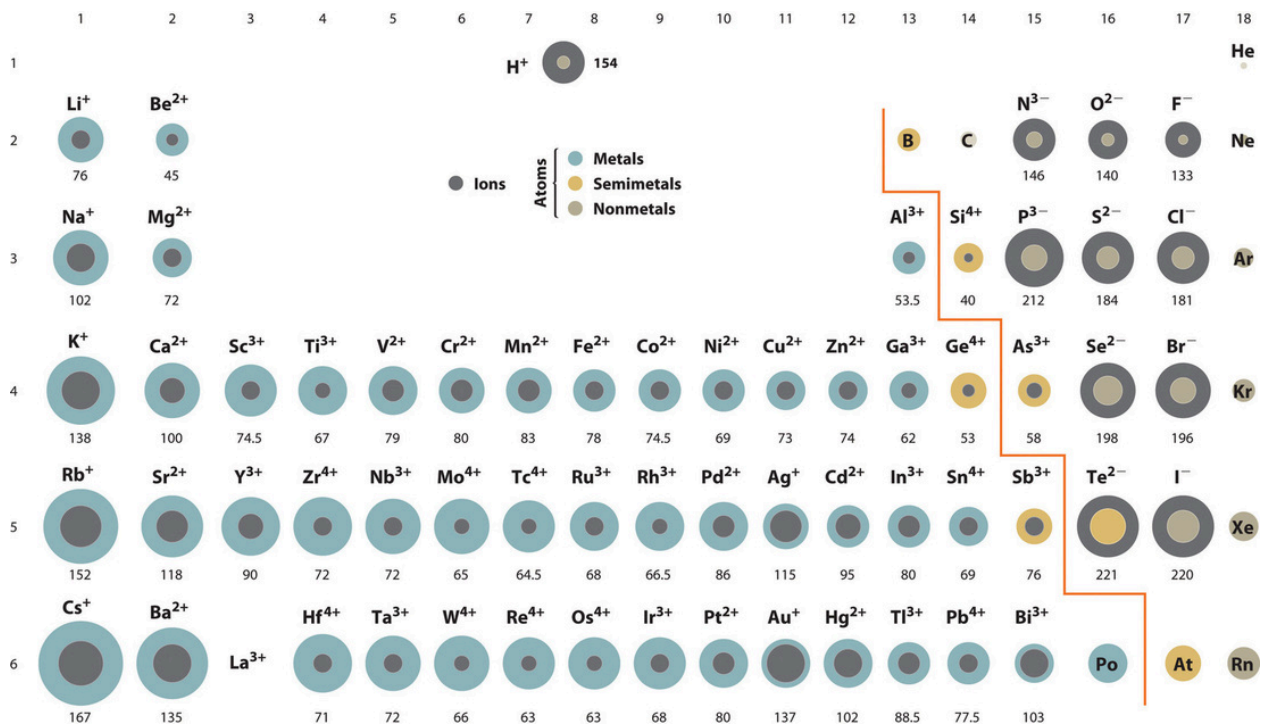 1 2 3 4 5 6 7 8 9 10 11 12 13 14 15 16 17 18
1 H⁺ 154 He
Li⁺ Be²⁺ N³⁻ O²⁻ F⁻
2 B C Ne
76 45 146 140 133
Ions
Atoms
Metals
Semimetals
Nonmetals
Na⁺ Mg²⁺ Al³⁺ Si⁴⁺ P³⁻ S²⁻ Cl⁻
3 Ar
102 72 53.5 40 212 184 181
K⁺ Ca²⁺ Sc³⁺ Ti³⁺ V²⁺ Cr²⁺ Mn²⁺ Fe²⁺ Co²⁺ Ni²⁺ Cu²⁺ Zn²⁺ Ga³⁺ Ge⁴⁺ As³⁺ Se²⁻ Br⁻
4 Kr
138 100 74.5 67 79 80 83 78 74.5 69 73 74 62 53 58 198 196
Rb⁺ Sr²⁺ Y³⁺ Zr⁴⁺ Nb³⁺ Mo⁴⁺ Tc⁴⁺ Ru³⁺ Rh³⁺ Pd²⁺ Ag⁺ Cd²⁺ In³⁺ Sn⁴⁺ Sb³⁺ Te²⁻ I⁻
5 Xe
152 118 90 72 72 65 64.5 68 66.5 86 115 95 80 69 76 221 220
Cs⁺ Ba²⁺ Hf⁴⁺ Ta³⁺ W⁴⁺ Re⁴⁺ Os⁴⁺ Ir³⁺ Pt²⁺ Au⁺ Hg²⁺ Tl³⁺ Pb⁴⁺ Bi³⁺
6 La³⁺ Po At Rn
167 135 71 72 66 63 63 68 80 137 102 88.5 77.5 103